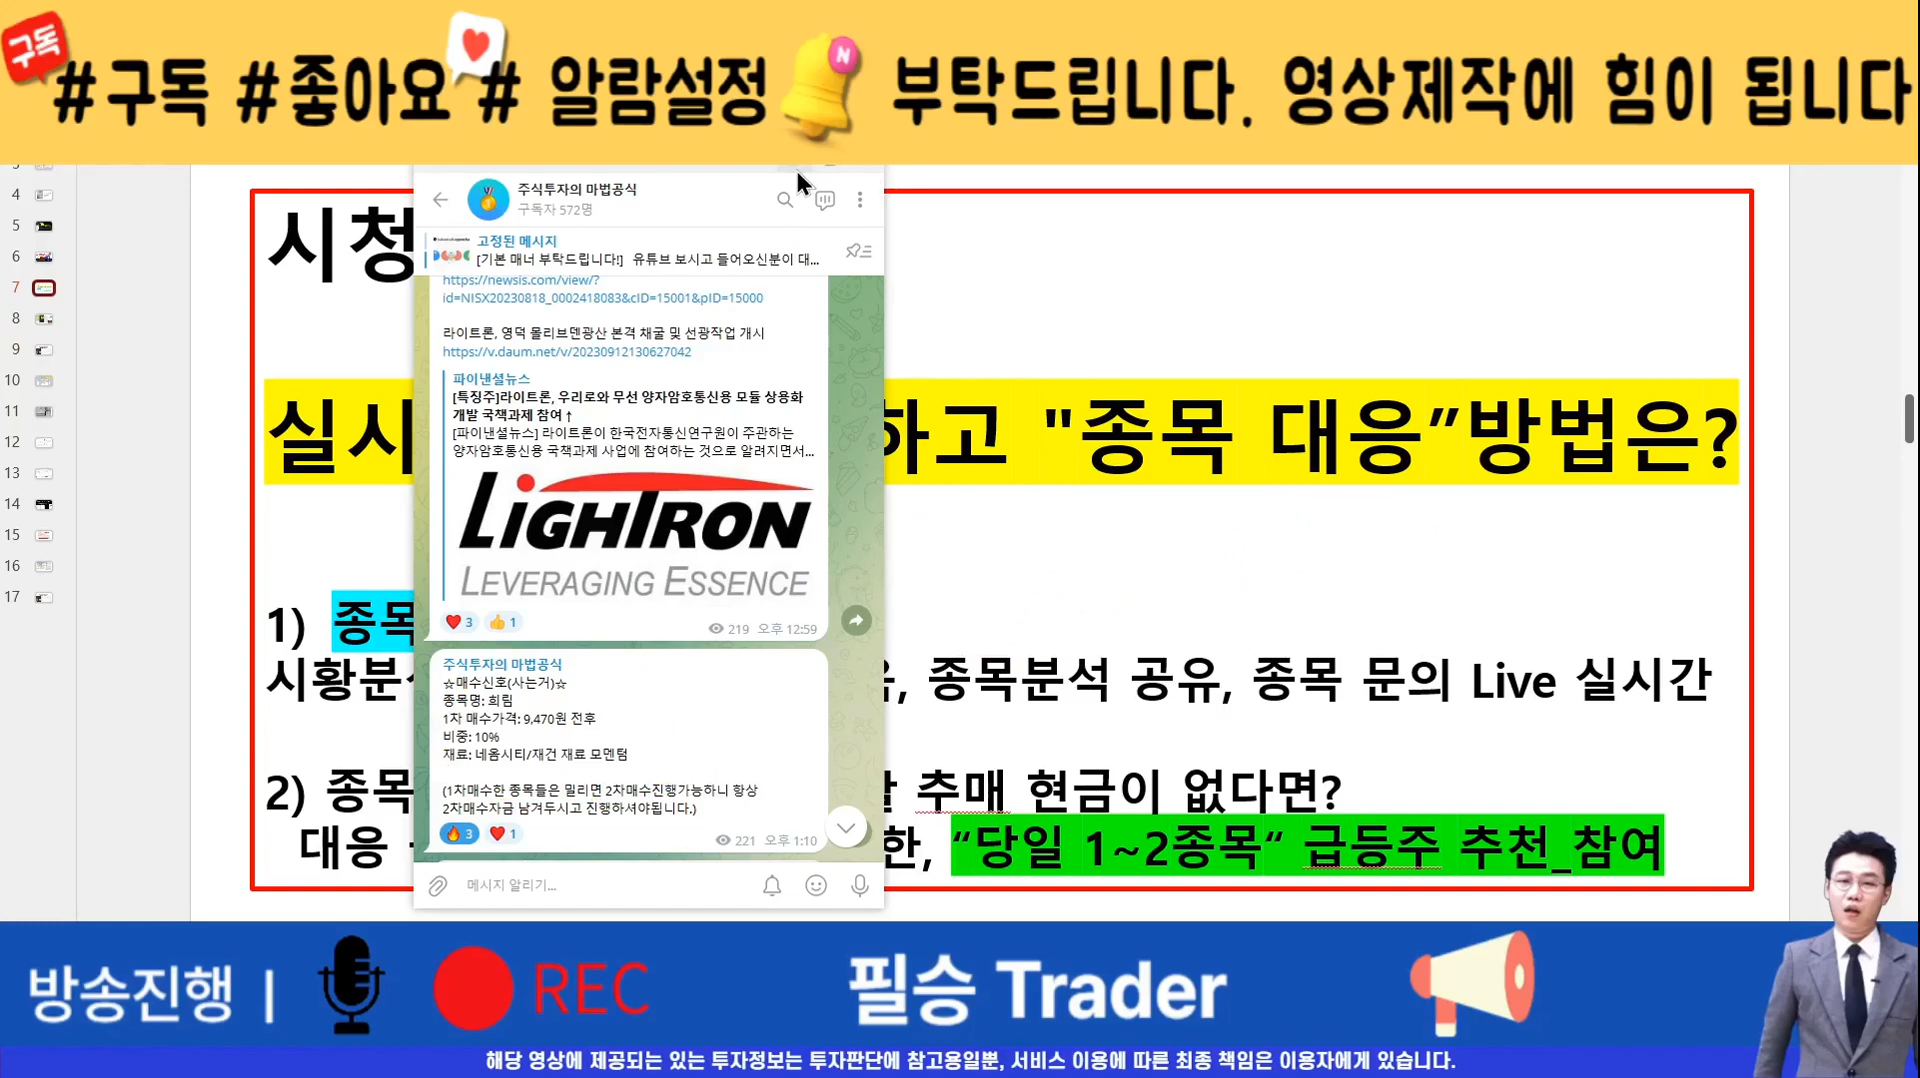 구독
#구독 #좋아요 # 알람설정 부탁드립니다. 영상제작에 힘이 됩니다
N
4
5
6
7
8
9
10
11
12
13
14
15
16
17
시청
실시
하고 "종목 대응”방법은?
1) 종목
시황분
, 종목분석 공유, 종목 문의 Live 실시간
2) 종목
추매 현금이 없다면?
대응
한, “당일 1~2종목“ 급등주 추천_참여
주식투자의 마법공식
구독자 572명
고정된 메시지
[기본 매너 부탁드립니다!] 유튜브 보시고 들어오신분이 대...
https://newsis.com/view/?
id=NISX20230818_0002418083&cID=15001&pID=15000
라이트론, 영덕 몰리브덴광산 본격 채굴 및 선광작업 개시
https://v.daum.net/v/20230912130627042
파이낸셜뉴스
[특징주]라이트론, 우리로와 무선 양자암호통신용 모듈 상용화
개발 국책과제 참여↑
[파이낸셜뉴스] 라이트론이 한국전자통신연구원이 주관하는
양자암호통신용 국책과제 사업에 참여하는 것으로 알려지면서...
LIGHTRON
LEVERAGING ESSENCE
3 1
219 오후 12:59
주식투자의 마법공식
☆매수신호(사는거)☆
종목명: 희림
1차 매수가격: 9,470원 전후
비중: 10%
재료: 네옴시티/재건 재료 모멘텀
(1차매수한 종목들은 밀리면 2차매수진행가능하니 항상
2차매수자금 남겨두시고 진행하셔야됩니다.)
3 1
221 오후 1:10
메시지 알리기...
방송진행 | REC 필승 Trader
해당 영상에 제공되는 있는 투자정보는 투자판단에 참고용일뿐, 서비스 이용에 따른 최종 책임은 이용자에게 있습니다.